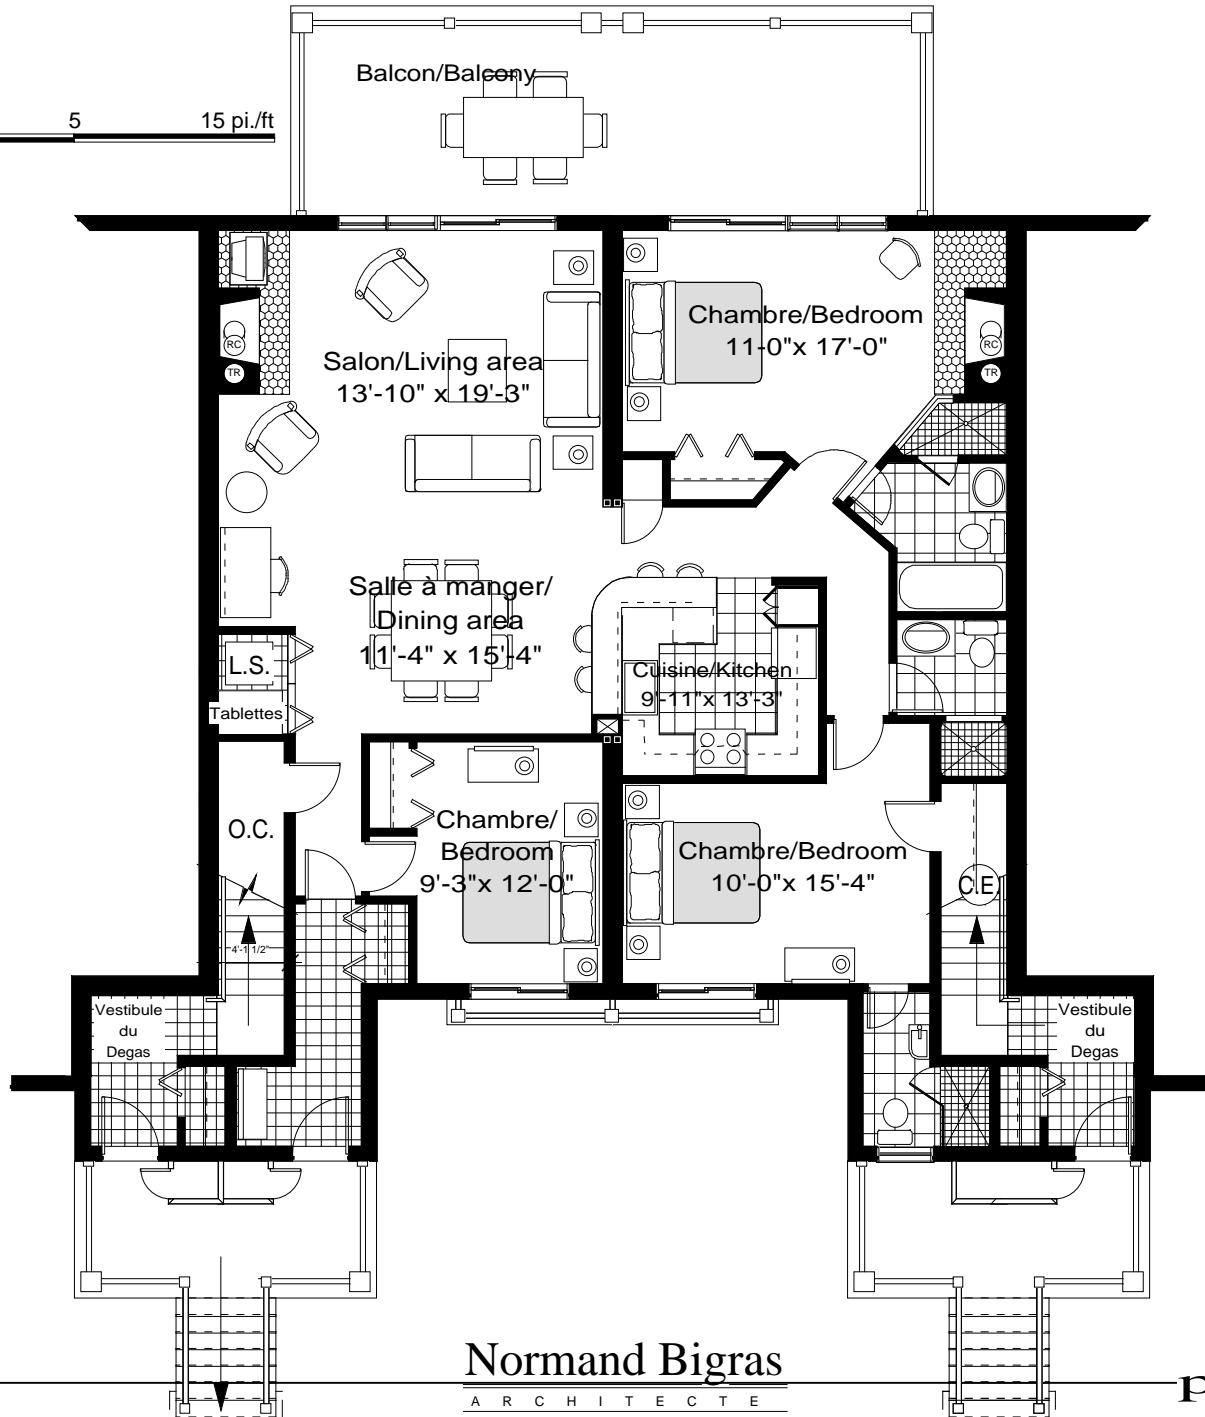 Balcon/Balcony
5 15 pi./ft
Chambre/Bedroom
11-0"x 17'-0"
Salon/Living area
13'-10" x 19'-3"
RC
TR
RC
TR
Salle à manger/
Dining area
11'-4" x 15'-4"
L.S.
Tablettes
Cuisine/Kitchen
9'-11"x 13'-3"
O.C.
Chambre/
Bedroom
9'-3"x 12'-0"
Chambre/Bedroom
10'-0"x 15'-4"
C.E.
4'-1 1/2"
Vestibule
du
Degas
Vestibule
du
Degas
Normand Bigras
ARCHITECTE